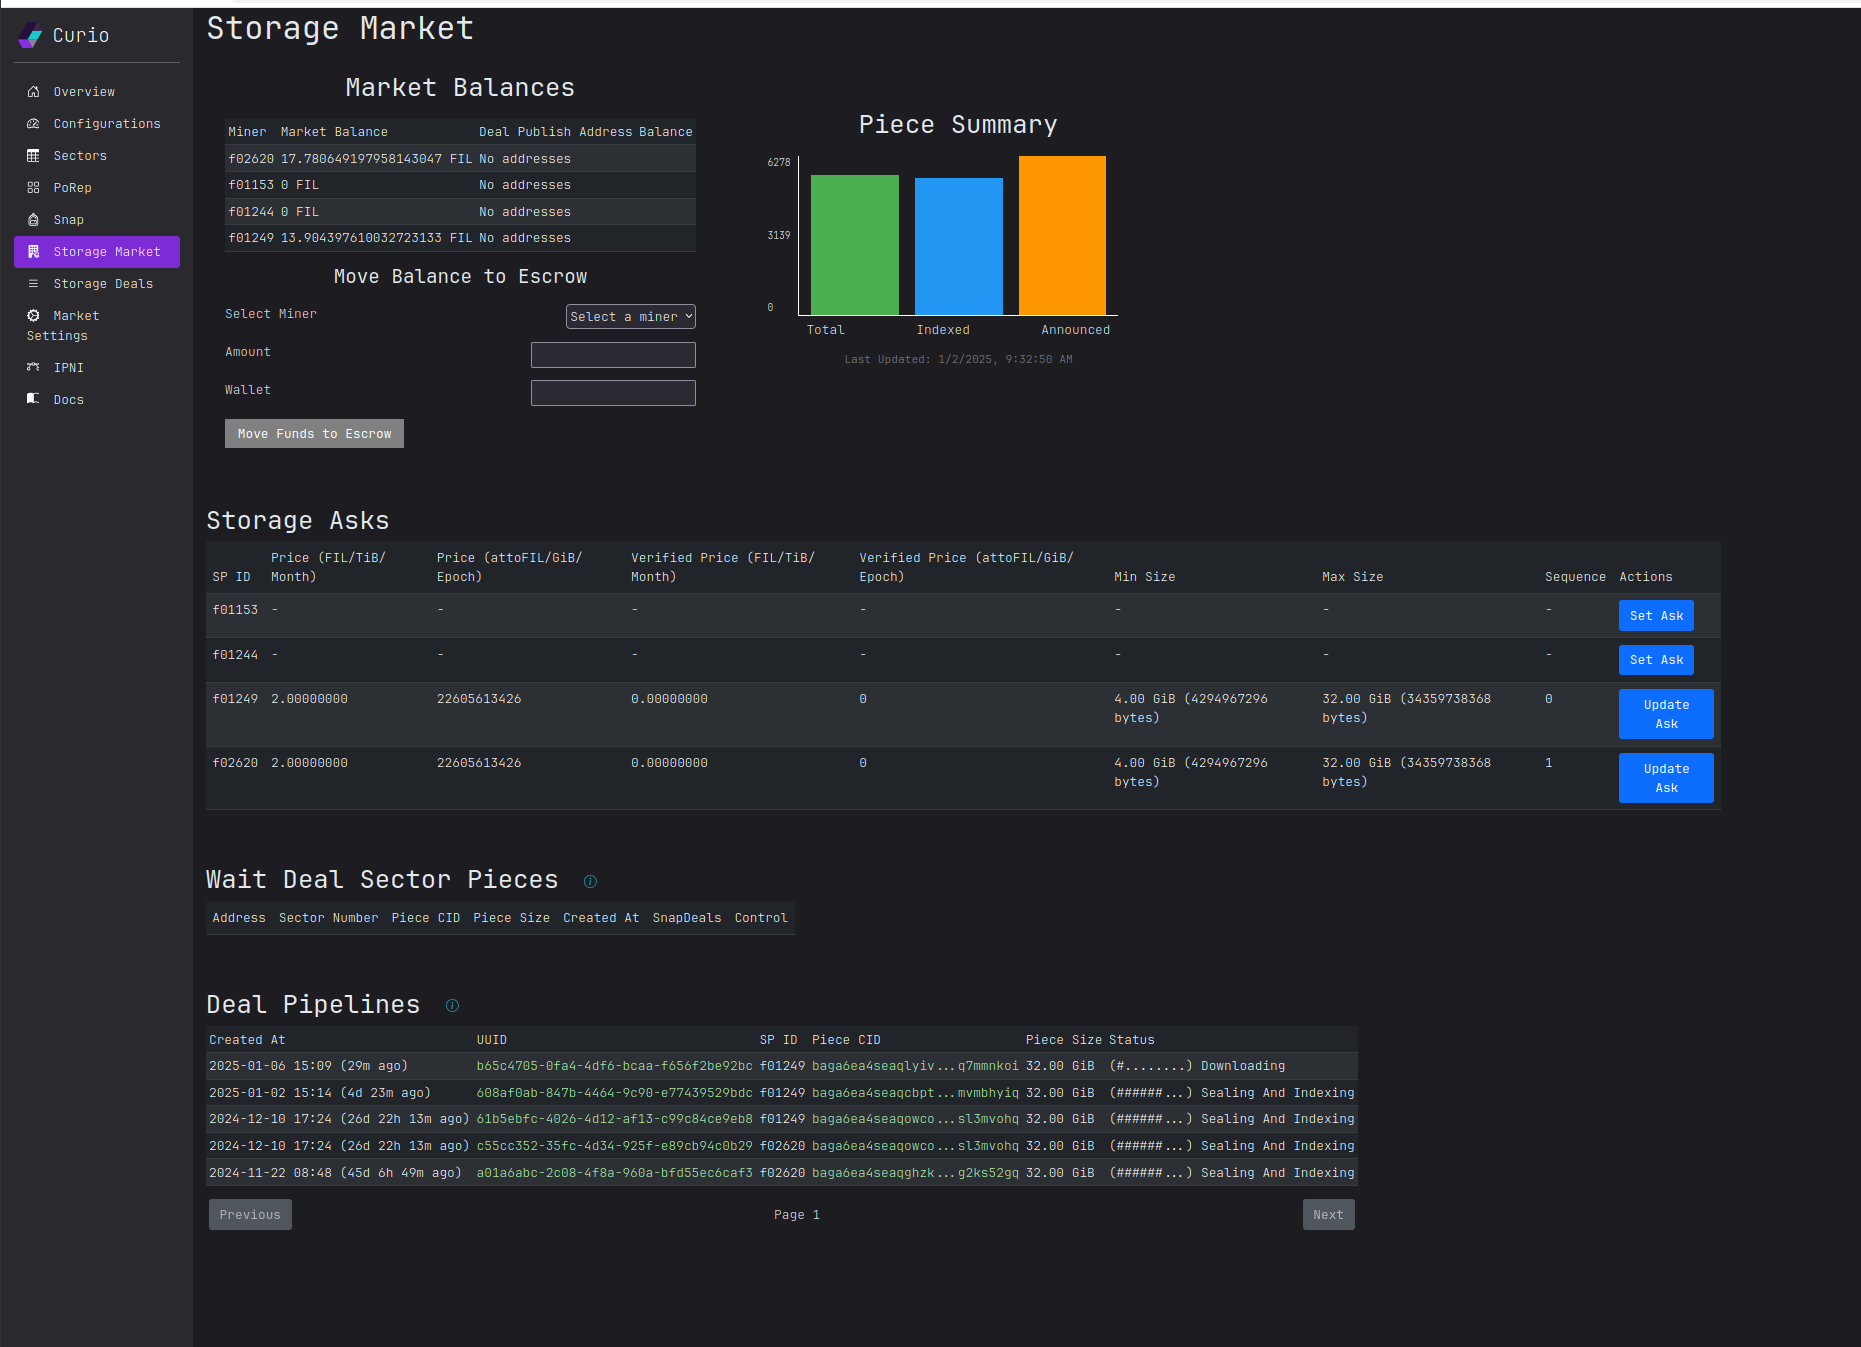 Curio
Overview
Configurations
Sectors
PoRep
Snap
Storage Market
Storage Deals
Market
Settings
IPNI
Docs
Storage Market
Market Balances
Miner Market Balance Deal Publish Address Balance
f02620 17.780649197958143047 FIL No addresses
f01153 0 FIL No addresses
f01244 0 FIL No addresses
f01249 13.904397610032723133 FIL No addresses
Move Balance to Escrow
Select Miner Select a miner
Amount
Wallet
Move Funds to Escrow
Piece Summary
6278
3139
0
Total Indexed Announced
Last Updated: 1/2/2025, 9:32:50 AM
Storage Asks
SP ID Price (FIL/TiB/Month) Price (attoFIL/GiB/Epoch) Verified Price (FIL/TiB/Month) Verified Price (attoFIL/GiB/Epoch) Min Size Max Size Sequence Actions
f01153 - - - - - - - Set Ask
f01244 - - - - - - - Set Ask
f01249 2.00000000 22605613426 0.00000000 0 4.00 GiB (4294967296 bytes) 32.00 GiB (34359738368 bytes) 0 Update Ask
f02620 2.00000000 22605613426 0.00000000 0 4.00 GiB (4294967296 bytes) 32.00 GiB (34359738368 bytes) 1 Update Ask
Wait Deal Sector Pieces
Address Sector Number Piece CID Piece Size Created At SnapDeals Control
Deal Pipelines
Created At UUID SP ID Piece CID Piece Size Status
2025-01-06 15:09 (29m ago) b65c4705-0fa4-4df6-bcaa-f656f2be92bc f01249 baga6ea4seaqlyiv...q7mmnkoi 32.00 GiB (#........) Downloading
2025-01-02 15:14 (4d 23m ago) 608af0ab-847b-4464-9c90-e77439529bdc f01249 baga6ea4seaqcbpt...mvmbhyiq 32.00 GiB (######...) Sealing And Indexing
2024-12-10 17:24 (26d 22h 13m ago) 61b5ebfc-4026-4d12-af13-c99c84ce9eb8 f01249 baga6ea4seaqowco...sl3mvohq 32.00 GiB (######...) Sealing And Indexing
2024-12-10 17:24 (26d 22h 13m ago) c55cc352-35fc-4d34-925f-e89cb94c0b29 f02620 baga6ea4seaqowco...sl3mvohq 32.00 GiB (######...) Sealing And Indexing
2024-11-22 08:48 (45d 6h 49m ago) a01a6abc-2c08-4f8a-960a-bfd55ec6caf3 f02620 baga6ea4seaqghzk...g2ks52gq 32.00 GiB (######...) Sealing And Indexing
Previous Page 1 Next